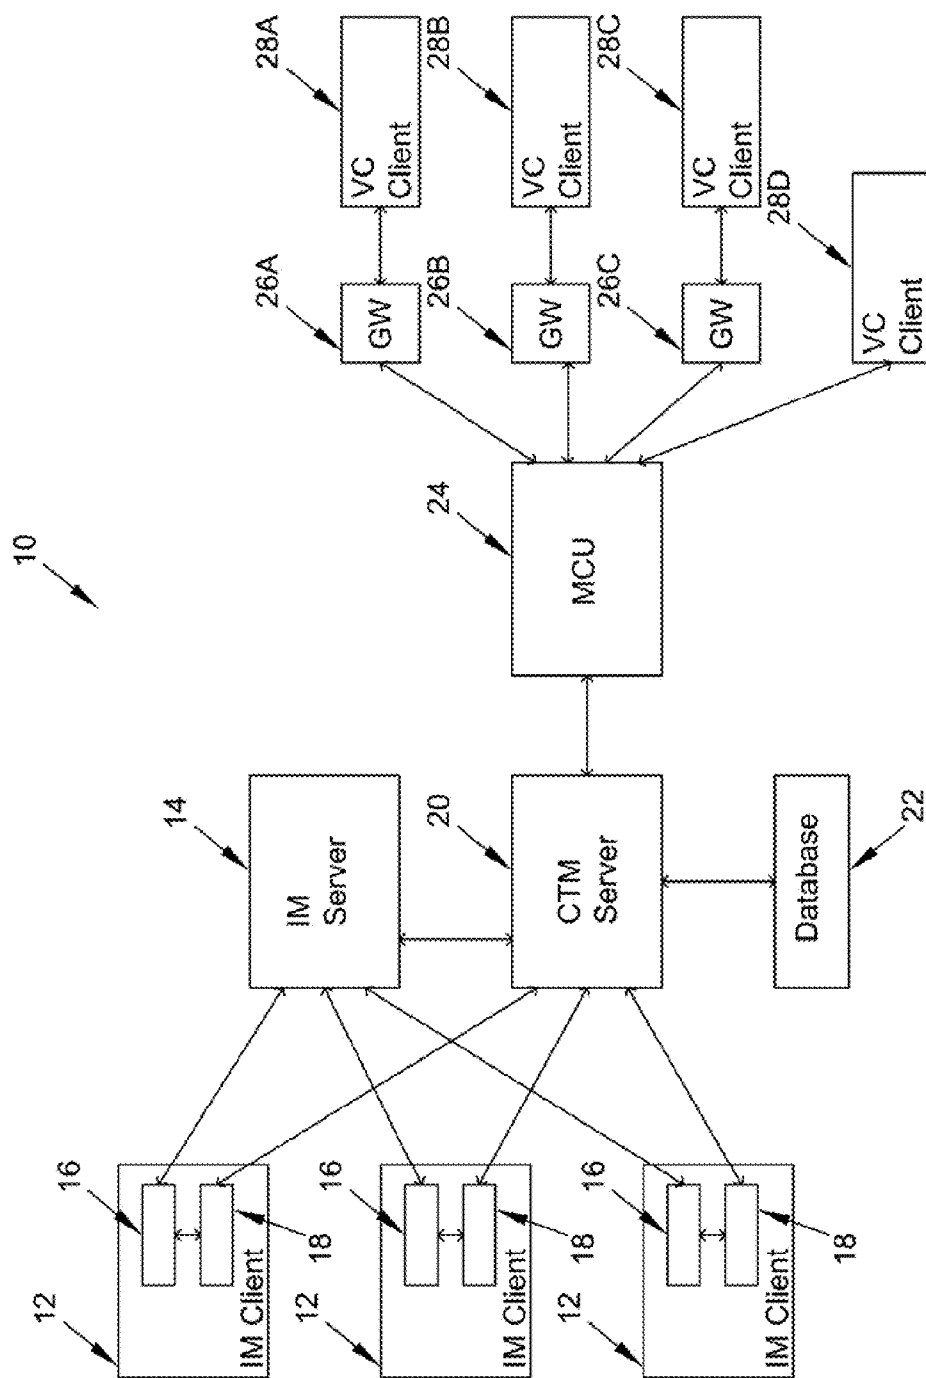 10
12
16
18
IM Client
14
IM
Server
26A
GW
28A
VC
Client
12
16
18
IM Client
20
CTM
Server
24
MCU
26B
GW
28B
VC
Client
12
16
18
IM Client
26C
GW
28C
VC
Client
Database
22
28D
VC
Client